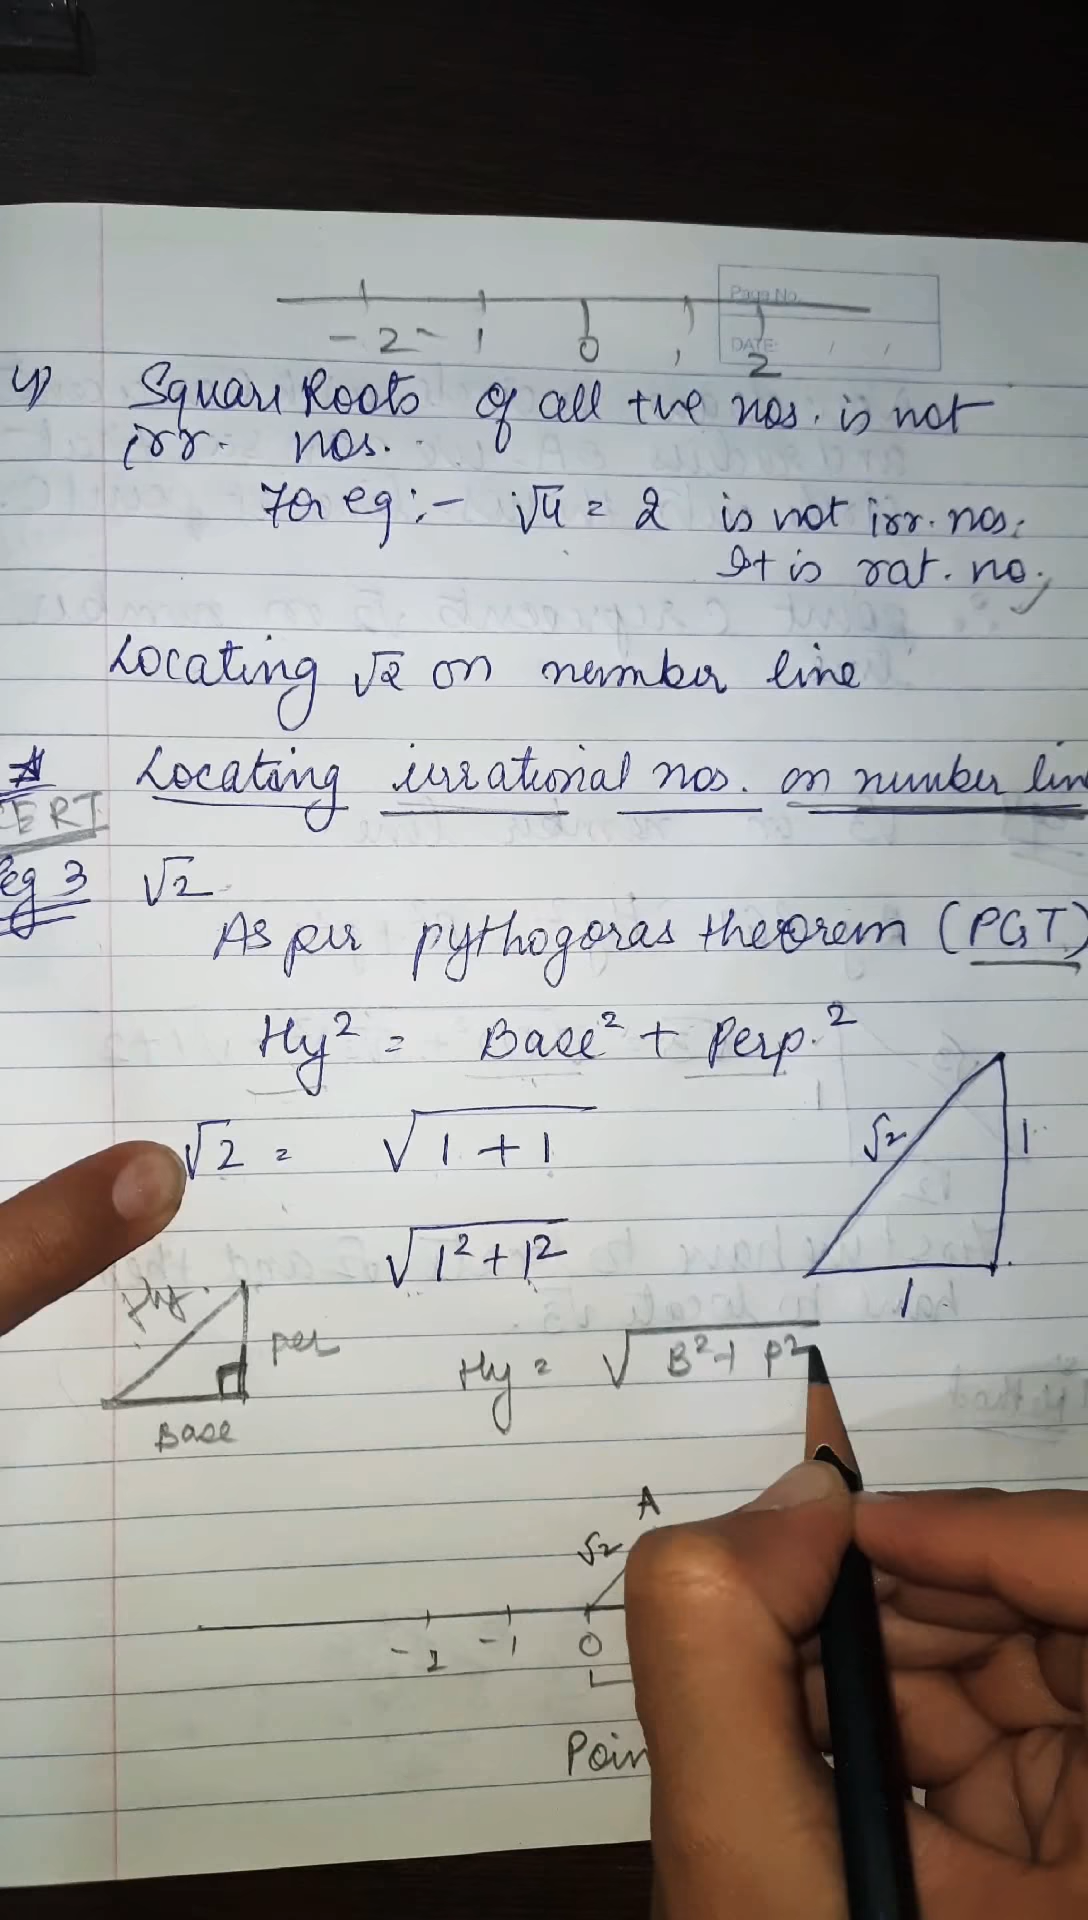 Page No.
DATE: / /
-2 -1 0 1 2
4) Square Roots of all +ve nos. is not
irr. nos.
For eg:- √4 = 2 is not irr. nos.
It is rat. no.
Locating √2 on number line
Locating irrational nos. on number line
CERT
eg 3 √2
As per pythogoras theorem (PGT)
Hy² = Base² + Perp.²
√2 = √1 + 1
√2 1
√1² + 1²
1
Hy. per
Hy = √B² + P²
Base
A
√2
-2 -1 0
Poin